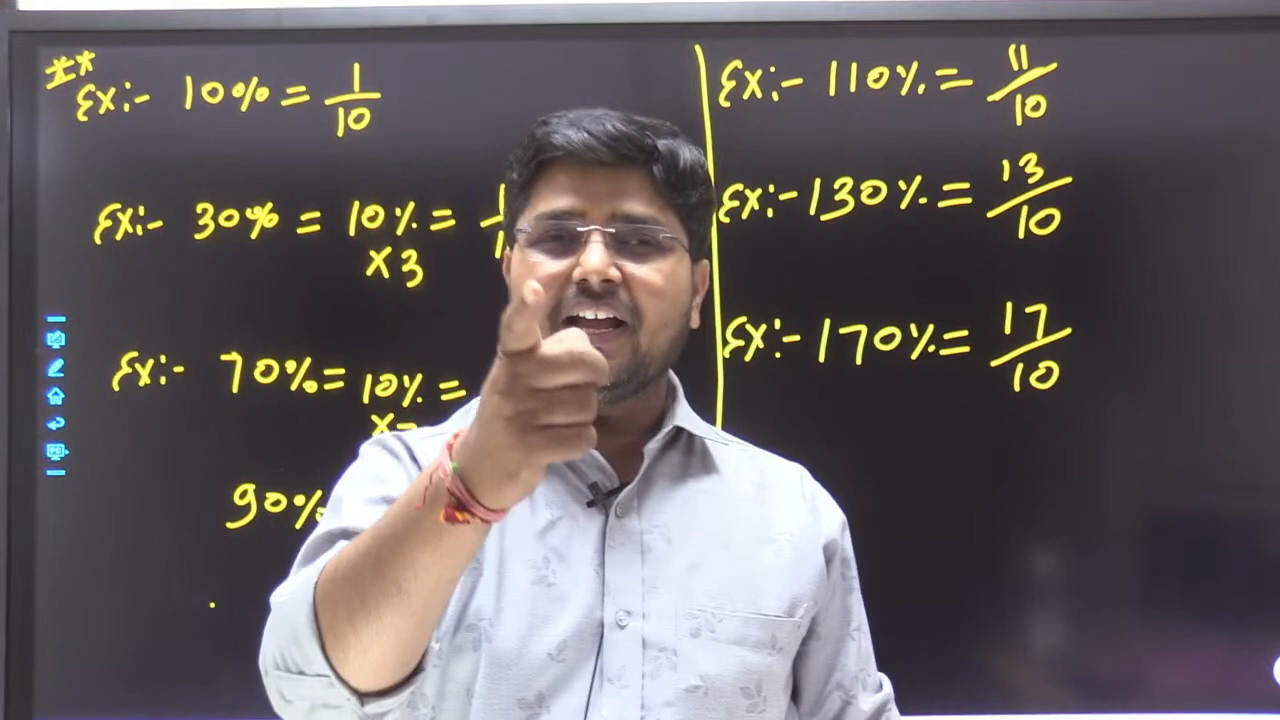 **
Ex:- 10% = 1/10
Ex:- 30% = 10% =
x 3
Ex:- 70% = 10% =
90%
Ex:- 110% = 11/10
Ex:- 130% = 13/10
Ex:- 170% = 17/10